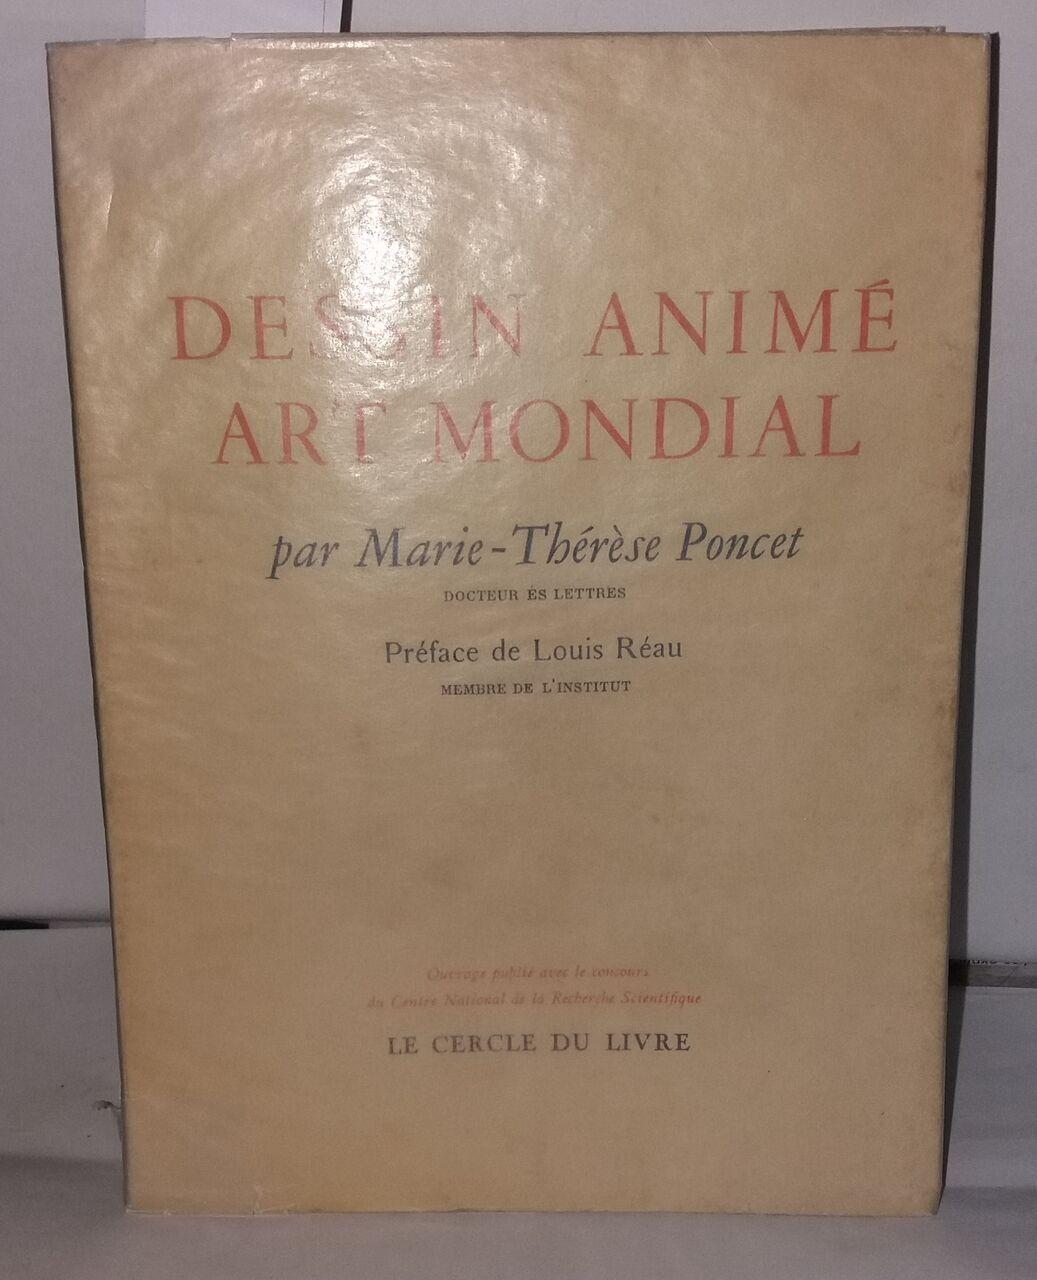 DESSIN ANIMÉ
ART MONDIAL
par Marie-Thérèse Poncet
DOCTEUR ÉS LETTRES
Préface de Louis Réau
MEMBRE DE L'INSTITUT
Ouvrage publié avec le concours
du Centre National de la Recherche Scientifique
LE CERCLE DU LIVRE